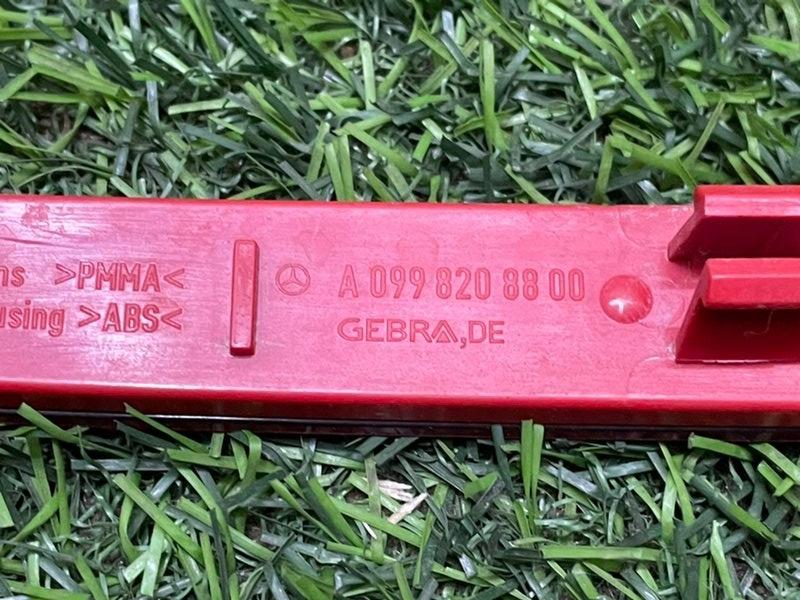 ns >PMMA<
using >ABS<
A 099 820 88 00
GEBRA,DE